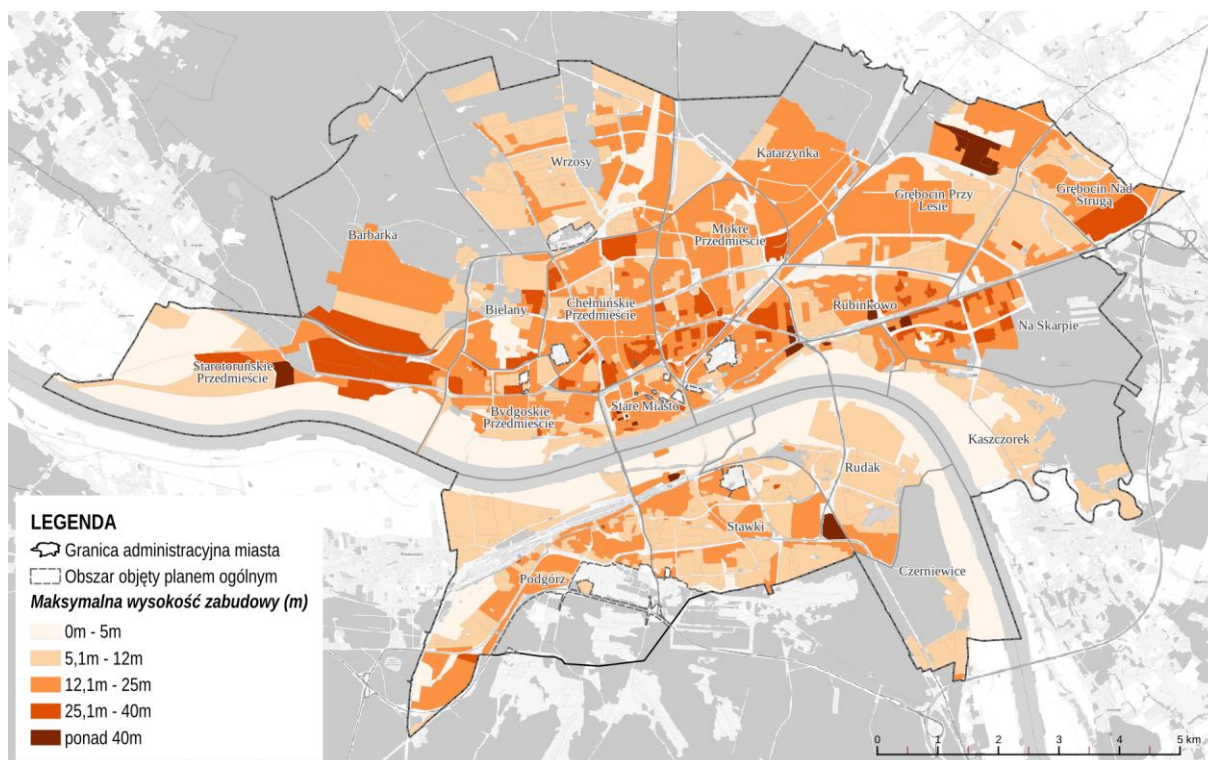 Wrzosy
Katarzynka
Grębocin Przy
Lesie
Grębocin Nad
Strugą
Barbarka
Mokre
Przedmieście
Bielany
Chełmińskie
Przedmieście
Rubinkowo
Na Skarpie
Starotoruńskie
Przedmieście
Bydgoskie
Przedmieście
Stare Miasto
Kaszczorek
Rudak
Stawki
Podgórz
Czerniewice
LEGENDA
Granica administracyjna miasta
Obszar objęty planem ogólnym
Maksymalna wysokość zabudowy (m)
0m - 5m
5,1m - 12m
12,1m - 25m
25,1m - 40m
ponad 40m
0 1 2 3 4 5 km